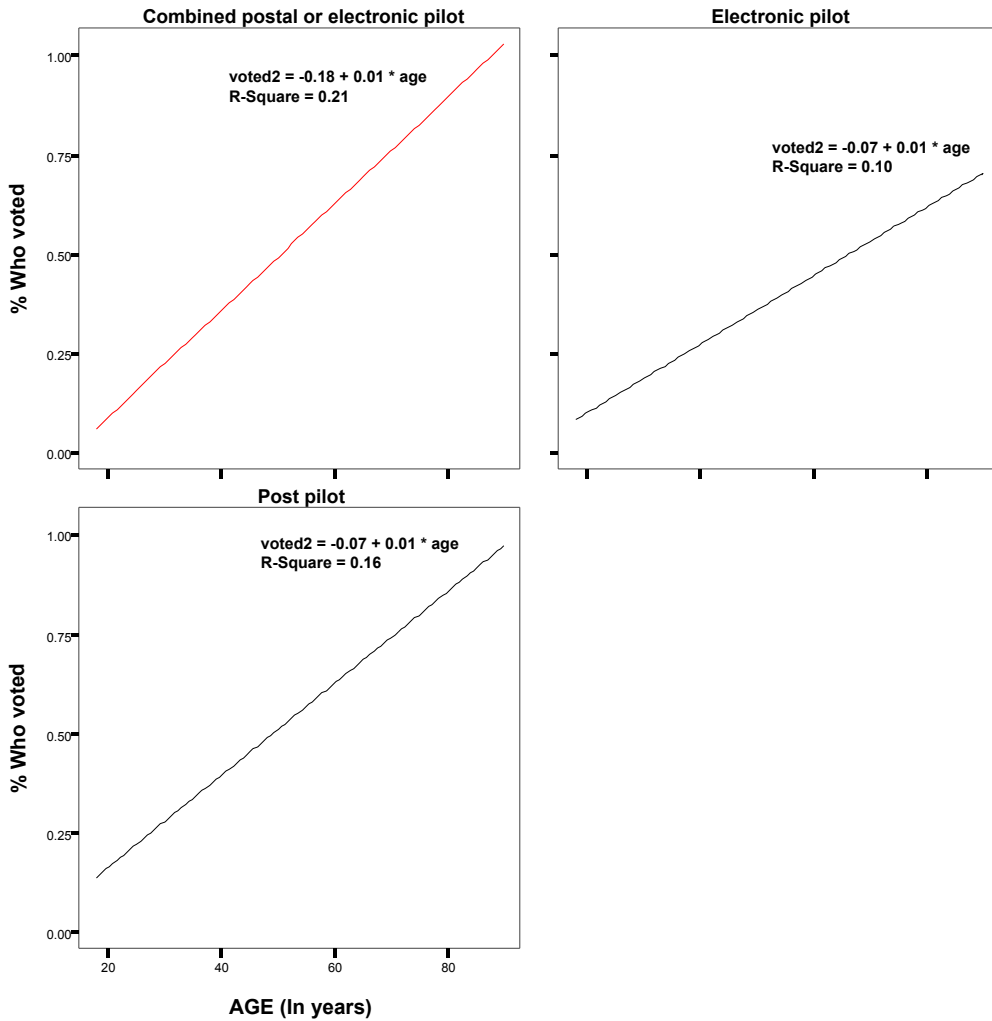 Combined postal or electronic pilot
Electronic pilot
1.00
voted2 = -0.18 + 0.01 * age
R-Square = 0.21
0.75
voted2 = -0.07 + 0.01 * age
R-Square = 0.10
0.50
0.25
0.00
% Who voted
Post pilot
1.00
voted2 = -0.07 + 0.01 * age
R-Square = 0.16
0.75
0.50
0.25
0.00
% Who voted
20 40 60 80
AGE (In years)